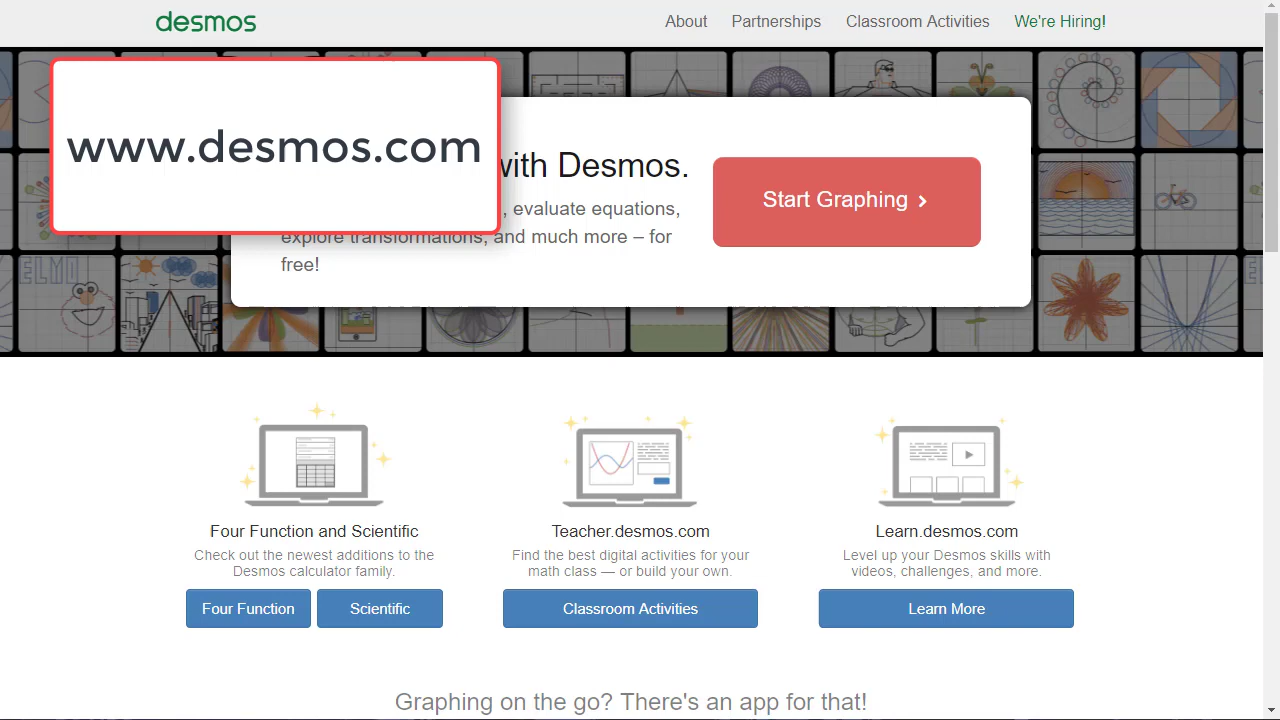 desmos
About Partnerships Classroom Activities We're Hiring!
www.desmos.com
with Desmos.
, evaluate equations,
explore transformations, and much more – for
free!
Start Graphing
ELMO
Four Function and Scientific
Check out the newest additions to the
Desmos calculator family.
Four Function Scientific
Teacher.desmos.com
Find the best digital activities for your
math class — or build your own.
Classroom Activities
Learn.desmos.com
Level up your Desmos skills with
videos, challenges, and more.
Learn More
Graphing on the go? There's an app for that!